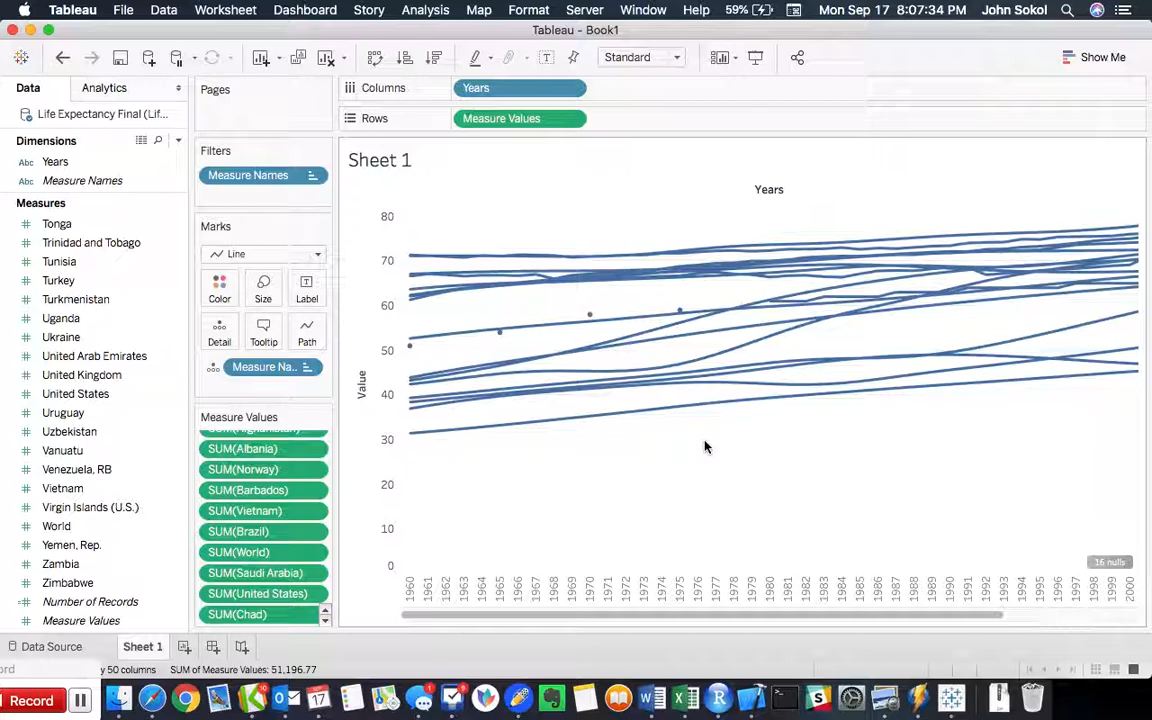 Tableau File Data Worksheet Dashboard Story Analysis Map Format Server Window Help 59% Mon Sep 17 8:07:34 PM John Sokol
Tableau - Book1
Standard
Show Me
Data Analytics
Life Expectancy Final (Lif...
Dimensions
Abc Years
Abc Measure Names
Measures
Tonga
Trinidad and Tobago
Tunisia
Turkey
Turkmenistan
Uganda
Ukraine
United Arab Emirates
United Kingdom
United States
Uruguay
Uzbekistan
Vanuatu
Venezuela, RB
Vietnam
Virgin Islands (U.S.)
World
Yemen, Rep.
Zambia
Zimbabwe
Number of Records
Measure Values
Pages
Filters
Measure Names
Marks
Line
Color Size Label
Detail Tooltip Path
Measure Na..
Measure Values
SUM(Afghanistan)
SUM(Albania)
SUM(Norway)
SUM(Barbados)
SUM(Vietnam)
SUM(Brazil)
SUM(World)
SUM(Saudi Arabia)
SUM(United States)
SUM(Chad)
Columns Years
Rows Measure Values
Sheet 1
Years
80
70
60
50
40
30
20
10
0
Value
16 nulls
1960 1961 1962 1963 1964 1965 1966 1967 1968 1969 1970 1971 1972 1973 1974 1975 1976 1977 1978 1979 1980 1981 1982 1983 1984 1985 1986 1987 1988 1989 1990 1991 1992 1993 1994 1995 1996 1997 1998 1999 2000
Data Source Sheet 1
ord y 50 columns SUM of Measure Values: 51,196.77
Record